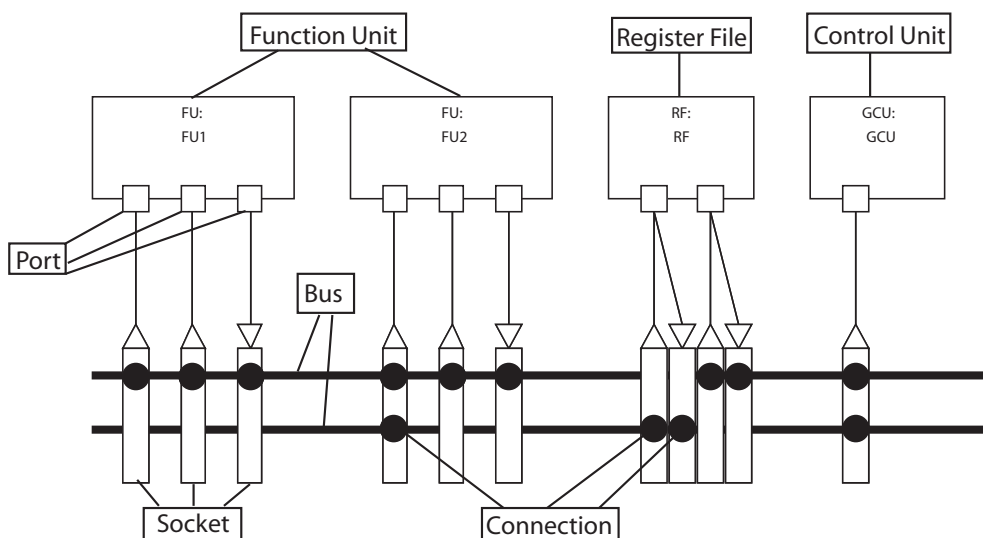 Function Unit
Register File
Control Unit
FU:
FU1
FU:
FU2
RF:
RF
GCU:
GCU
Port
Bus
Socket
Connection